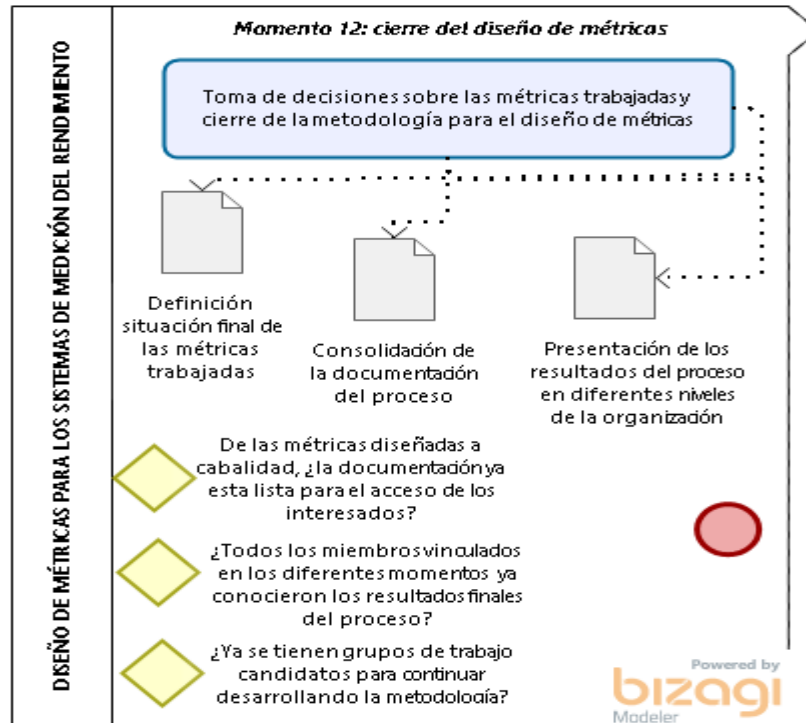 DISEÑO DE MÉTRICAS PARA LOS SISTEMAS DE MEDICIÓN DEL RENDIMIENTO
Momento 12: cierre del diseño de métricas
Toma de decisiones sobre las métricas trabajadas y
cierre de la metodología para el diseño de métricas
Definición
situación final de
las métricas
trabajadas
Consolidación de
la documentación
del proceso
Presentación de los
resultados del proceso
en diferentes niveles
de la organización
De las métricas diseñadas a
cabalidad, ¿la documentación ya
esta lista para el acceso de los
interesados?
¿Todos los miembros vinculados
en los diferentes momentos ya
conocieron los resultados finales
del proceso?
¿Ya se tienen grupos de trabajo
candidatos para continuar
desarrollando la metodología?
Powered by
bizagi
Modeler